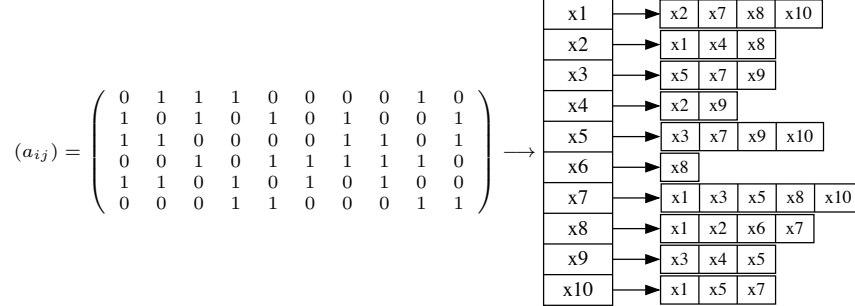 x1 x2 x7 x8 x10
x2 x1 x4 x8
x3 x5 x7 x9
x4 x2 x9
x5 x3 x7 x9 x10
x6 x8
x7 x1 x3 x5 x8 x10
x8 x1 x2 x6 x7
x9 x3 x4 x5
x10 x1 x5 x7
(aij) =
0 1 1 1 0 0 0 0 1 0
1 0 1 0 1 0 1 0 0 1
1 1 0 0 0 0 1 1 0 1
0 0 1 0 1 1 1 1 1 0
1 1 0 1 0 1 0 1 0 0
0 0 0 1 1 0 0 0 1 1